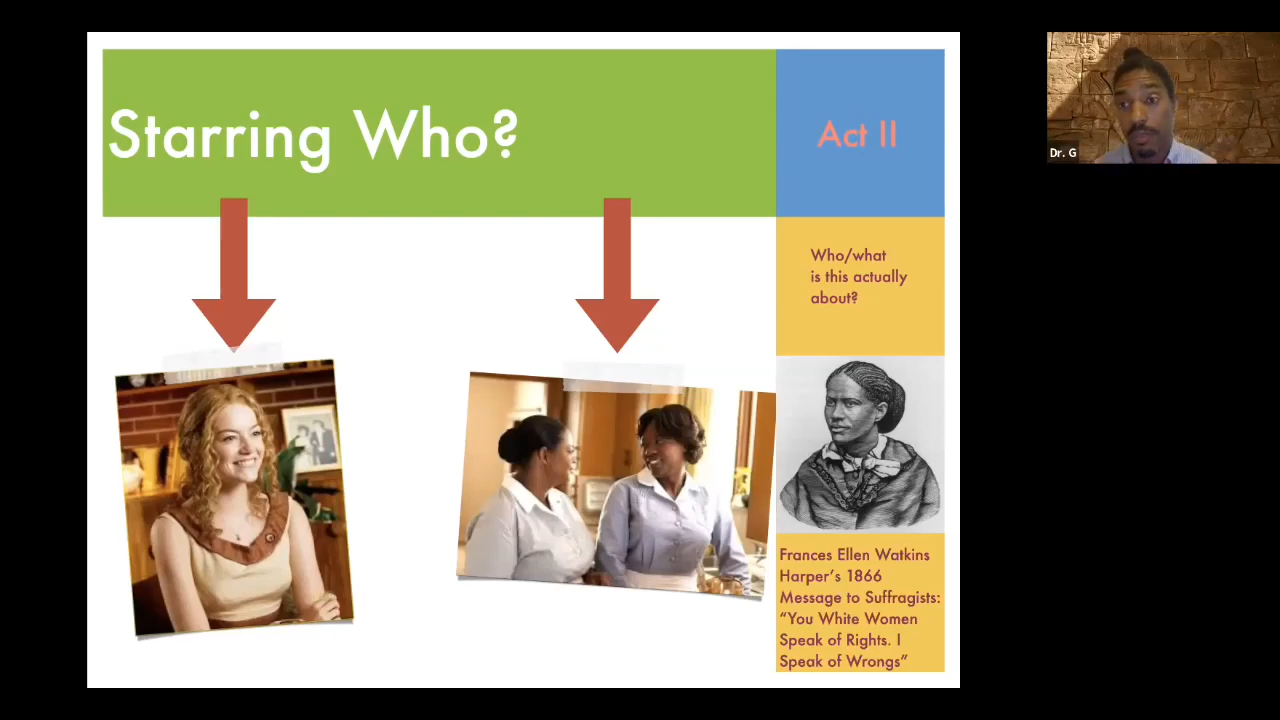 Starring Who?
Act II
Who/what
is this actually
about?
Frances Ellen Watkins
Harper's 1866
Message to Suffragists:
"You White Women
Speak of Rights. I
Speak of Wrongs"
Dr. G